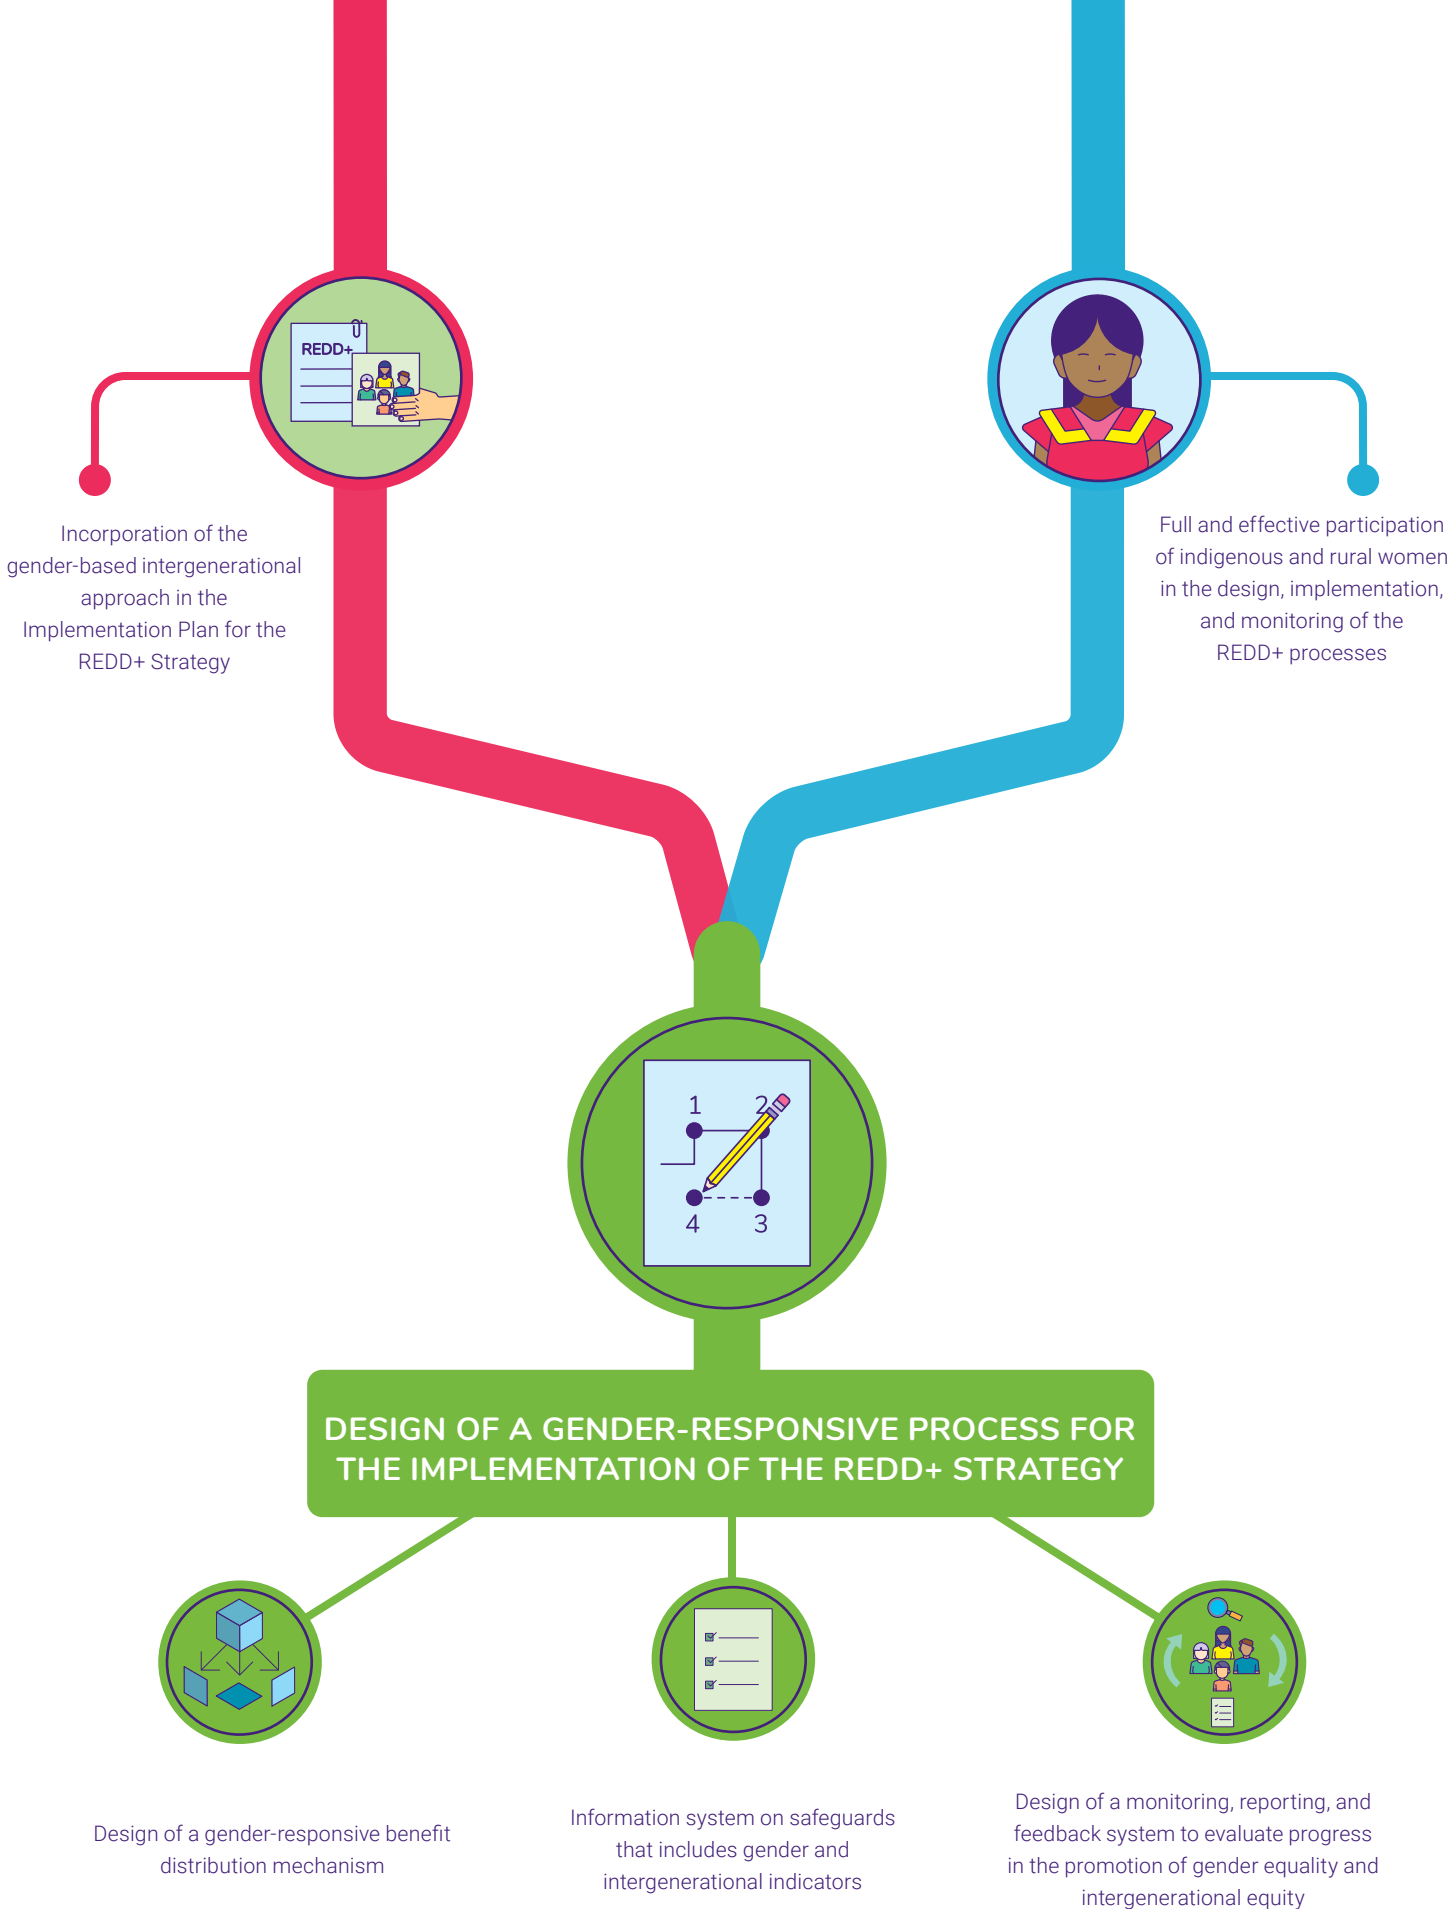 REDD+
Incorporation of the
gender-based intergenerational
approach in the
Implementation Plan for the
REDD+ Strategy
Full and effective participation
of indigenous and rural women
in the design, implementation,
and monitoring of the
REDD+ processes
1 2
4 3
DESIGN OF A GENDER-RESPONSIVE PROCESS FOR
THE IMPLEMENTATION OF THE REDD+ STRATEGY
Design of a gender-responsive benefit
distribution mechanism
Information system on safeguards
that includes gender and
intergenerational indicators
Design of a monitoring, reporting, and
feedback system to evaluate progress
in the promotion of gender equality and
intergenerational equity